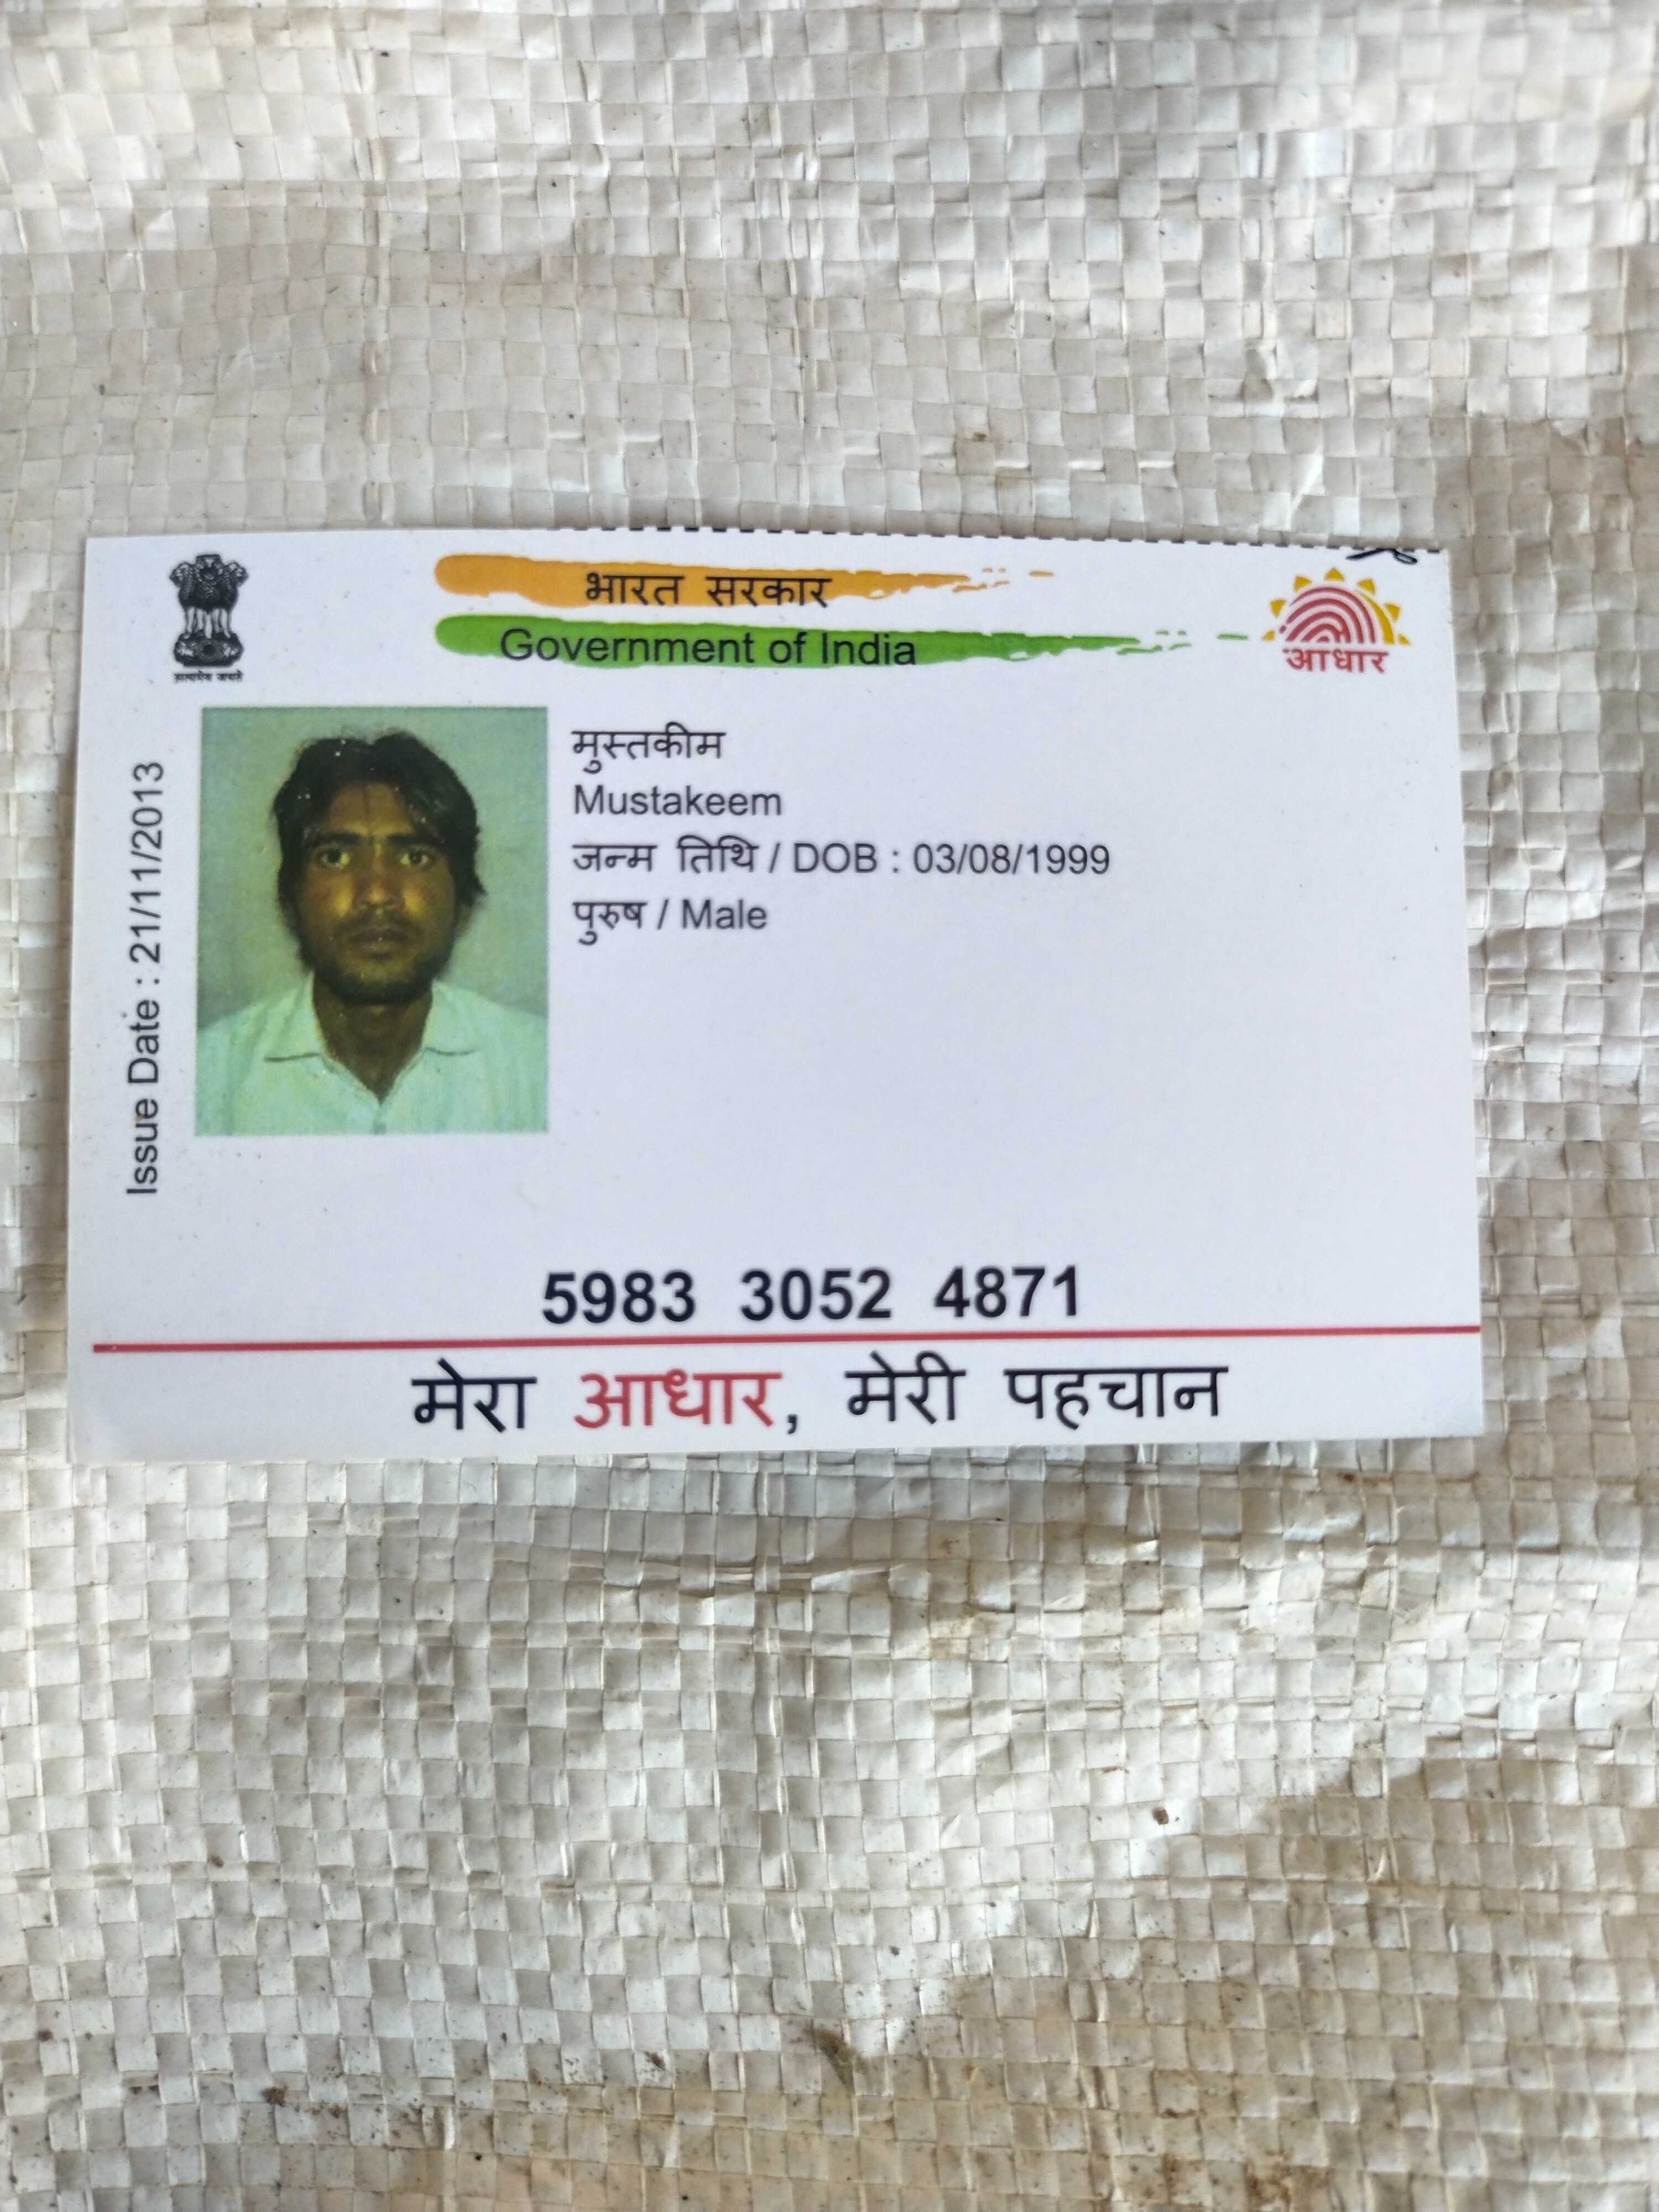 भारत सरकार
Government of India
आधार
सत्यमेव जयते
Issue Date : 21/11/2013
मुस्तकीम
Mustakeem
जन्म तिथि / DOB : 03/08/1999
पुरुष / Male
5983 3052 4871
मेरा आधार, मेरी पहचान